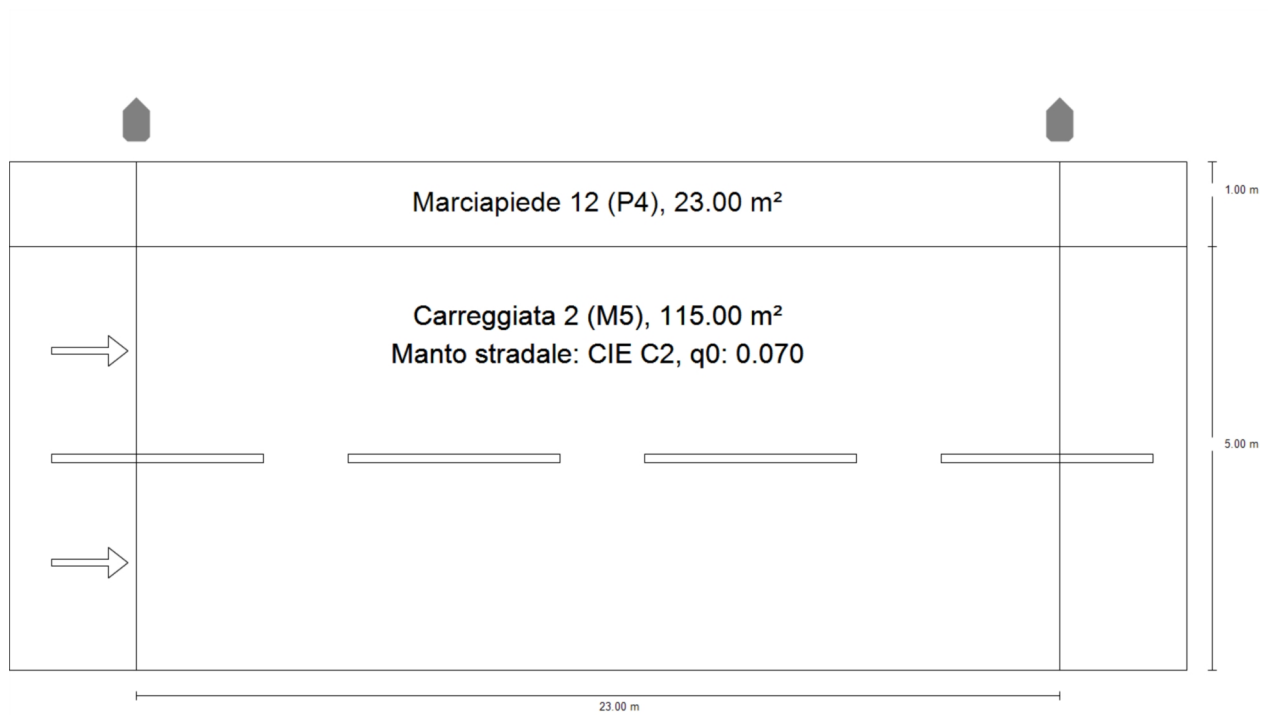 Marciapiede 12 (P4), 23.00 m²
1.00 m
Carreggiata 2 (M5), 115.00 m²
Manto stradale: CIE C2, q0: 0.070
5.00 m
23.00 m